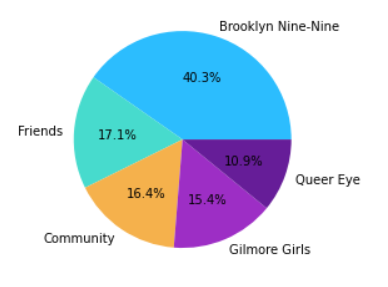 Brooklyn Nine-Nine
40.3%
Friends
17.1%
10.9%
Queer Eye
16.4%
15.4%
Community
Gilmore Girls